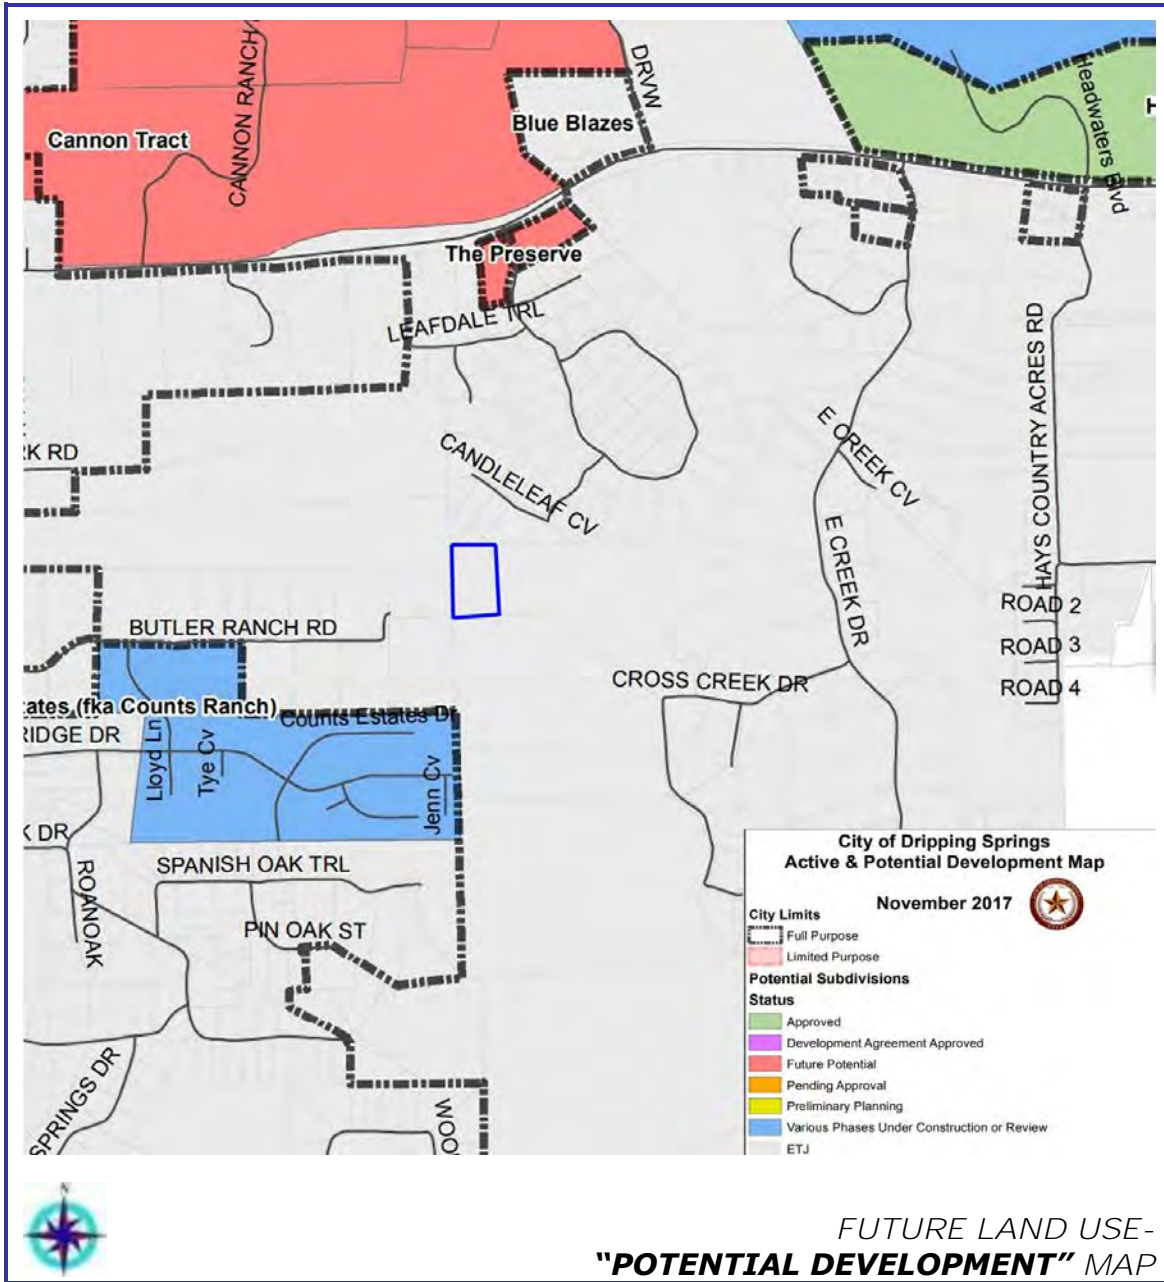 DRVW
Headwaters Blvd
H
CANNON RANCH
Blue Blazes
Cannon Tract
The Preserve
LEAFDALE TRL
HAYS COUNTRY ACRES RD
E CREEK CV
RK RD
CANDLELEAF CV
E CREEK DR
ROAD 2
BUTLER RANCH RD
ROAD 3
CROSS CREEK DR
ROAD 4
tates (fka Counts Ranch)
Counts Estates Dr
RIDGE DR
Lloyd Ln
Tye Cv
Jenn Cv
K DR
SPANISH OAK TRL
ROANOAK
PIN OAK ST
SPRINGS DR
WOO
City of Dripping Springs
Active & Potential Development Map
November 2017
City Limits
Full Purpose
Limited Purpose
Potential Subdivisions
Status
Approved
Development Agreement Approved
Future Potential
Pending Approval
Preliminary Planning
Various Phases Under Construction or Review
ETJ
N
FUTURE LAND USE-
"POTENTIAL DEVELOPMENT" MAP